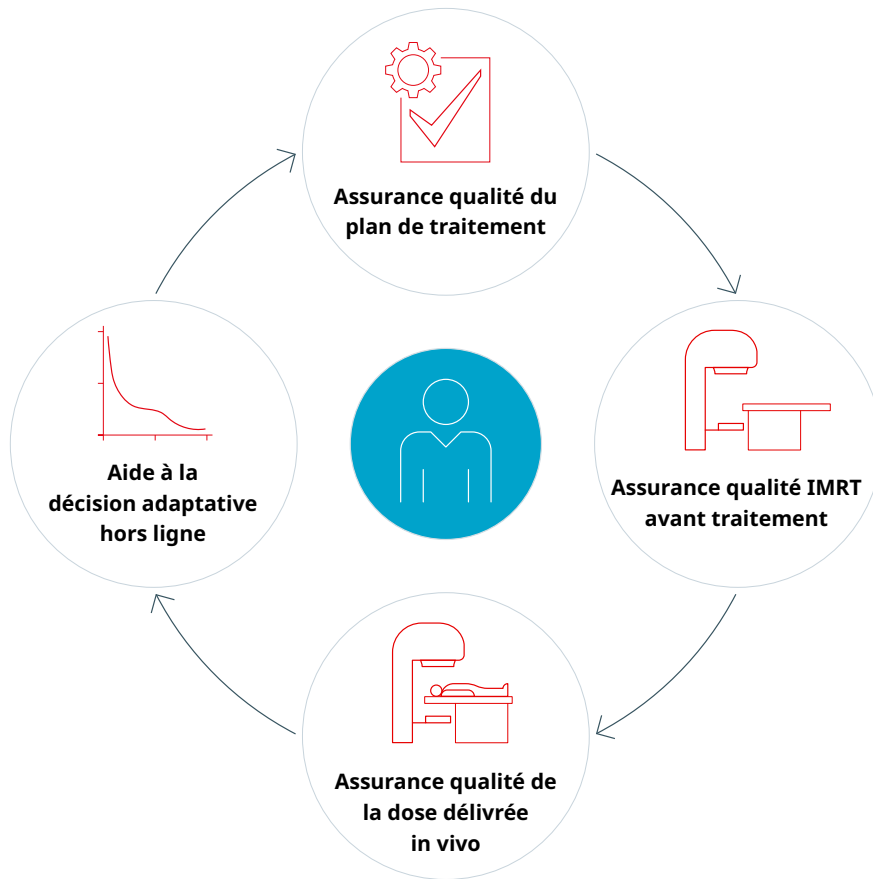 Assurance qualité du
plan de traitement
Assurance qualité IMRT
avant traitement
Assurance qualité de
la dose délivrée
in vivo
Aide à la
décision adaptative
hors ligne